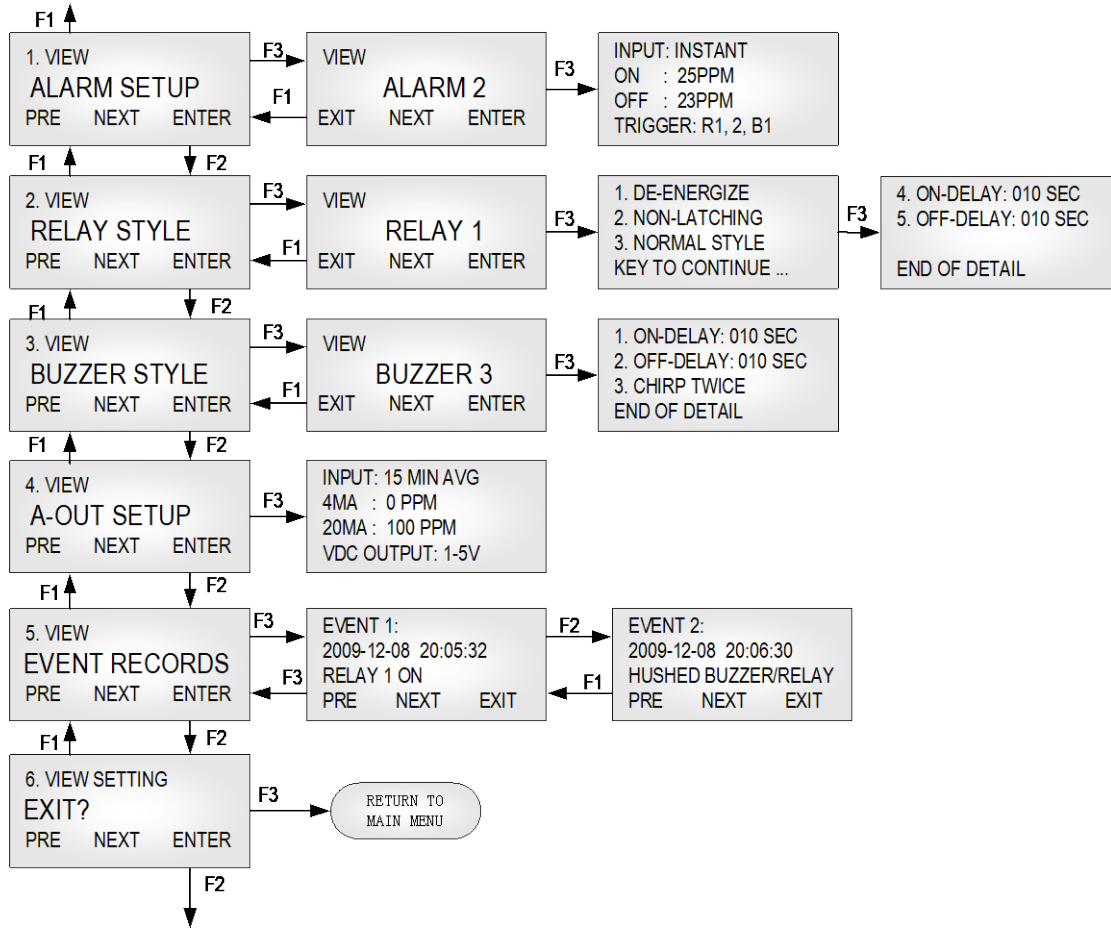 F1
1. VIEW
ALARM SETUP
PRE NEXT ENTER
F3
F1
VIEW
ALARM 2
EXIT NEXT ENTER
F3
INPUT: INSTANT
ON : 25PPM
OFF : 23PPM
TRIGGER: R1, 2, B1
F1
F2
2. VIEW
RELAY STYLE
PRE NEXT ENTER
F3
F1
VIEW
RELAY 1
EXIT NEXT ENTER
F3
1. DE-ENERGIZE
2. NON-LATCHING
3. NORMAL STYLE
KEY TO CONTINUE ...
F3
4. ON-DELAY: 010 SEC
5. OFF-DELAY: 010 SEC
END OF DETAIL
F1
F2
3. VIEW
BUZZER STYLE
PRE NEXT ENTER
F3
F1
VIEW
BUZZER 3
EXIT NEXT ENTER
F3
1. ON-DELAY: 010 SEC
2. OFF-DELAY: 010 SEC
3. CHIRP TWICE
END OF DETAIL
F1
F2
4. VIEW
A-OUT SETUP
PRE NEXT ENTER
F3
INPUT: 15 MIN AVG
4MA : 0 PPM
20MA : 100 PPM
VDC OUTPUT: 1-5V
F1
F2
5. VIEW
EVENT RECORDS
PRE NEXT ENTER
F3
F3
EVENT 1:
2009-12-08 20:05:32
RELAY 1 ON
PRE NEXT EXIT
F2
F1
EVENT 2:
2009-12-08 20:06:30
HUSHED BUZZER/RELAY
PRE NEXT EXIT
F1
F2
6. VIEW SETTING
EXIT?
PRE NEXT ENTER
F3
RETURN TO
MAIN MENU
F2